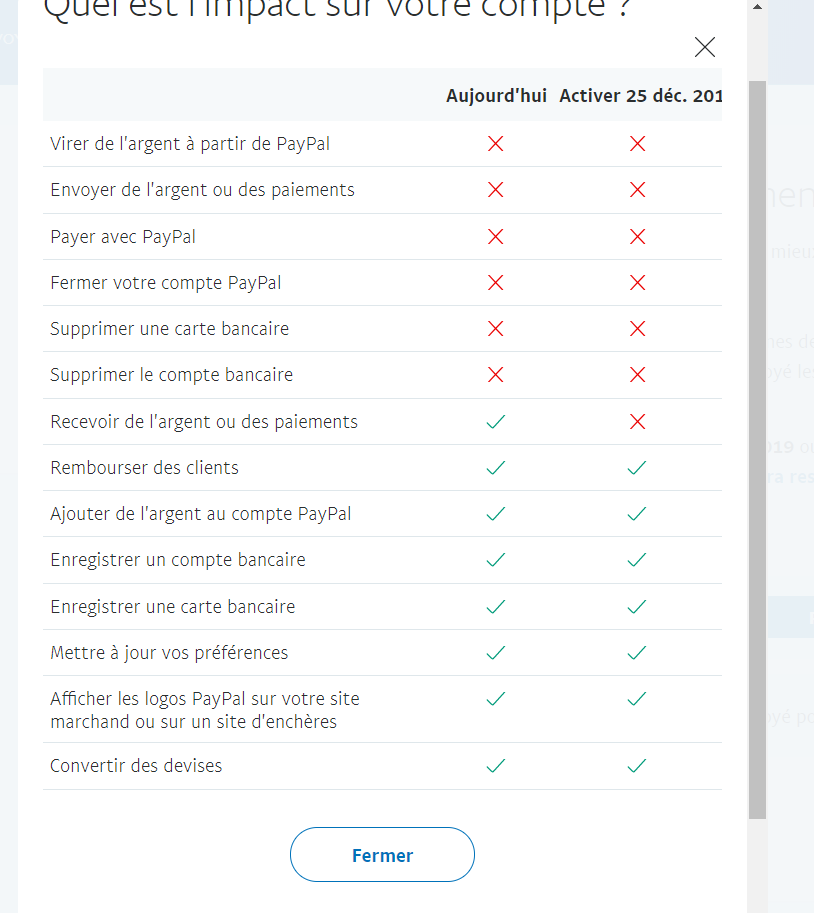 Quel est l'impact sur votre compte ?
Aujourd'hui Activer 25 déc. 201
Virer de l'argent à partir de PayPal
Envoyer de l'argent ou des paiements
Payer avec PayPal
Fermer votre compte PayPal
Supprimer une carte bancaire
Supprimer le compte bancaire
Recevoir de l'argent ou des paiements
Rembourser des clients
Ajouter de l'argent au compte PayPal
Enregistrer un compte bancaire
Enregistrer une carte bancaire
Mettre à jour vos préférences
Afficher les logos PayPal sur votre site
marchand ou sur un site d'enchères
Convertir des devises
Fermer